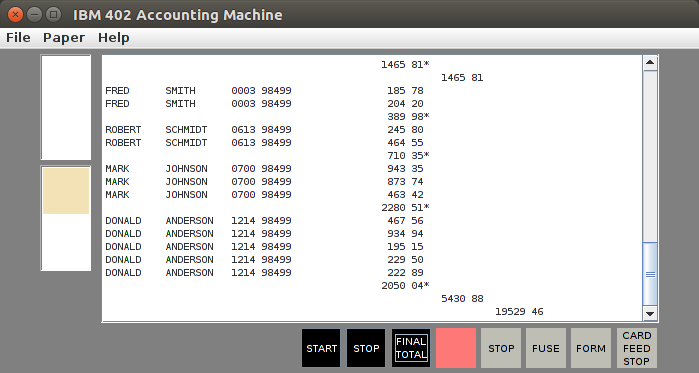 IBM 402 Accounting Machine
File Paper Help
1465 81*
1465 81
FRED SMITH 0003 98499 185 78
FRED SMITH 0003 98499 204 20
389 98*
ROBERT SCHMIDT 0613 98499 245 80
ROBERT SCHMIDT 0613 98499 464 55
710 35*
MARK JOHNSON 0700 98499 943 35
MARK JOHNSON 0700 98499 873 74
MARK JOHNSON 0700 98499 463 42
2280 51*
DONALD ANDERSON 1214 98499 467 56
DONALD ANDERSON 1214 98499 934 94
DONALD ANDERSON 1214 98499 195 15
DONALD ANDERSON 1214 98499 229 50
DONALD ANDERSON 1214 98499 222 89
2050 04*
5430 88
19529 46
START
STOP
FINAL
TOTAL
STOP
FUSE
FORM
CARD
FEED
STOP